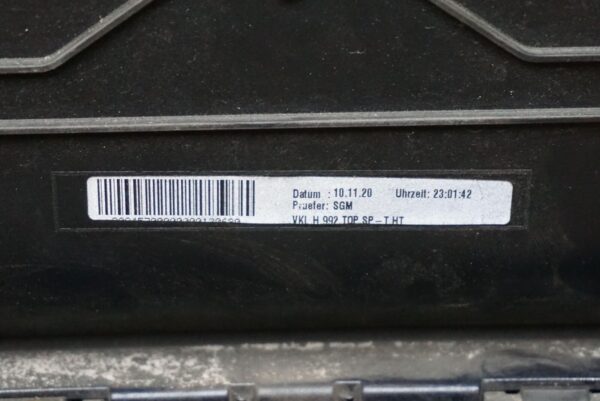 Datum : 10.11.20 Uhrzeit: 23:01:42
Pruefer: SGM
VKL H 992 TOP SP-T HT